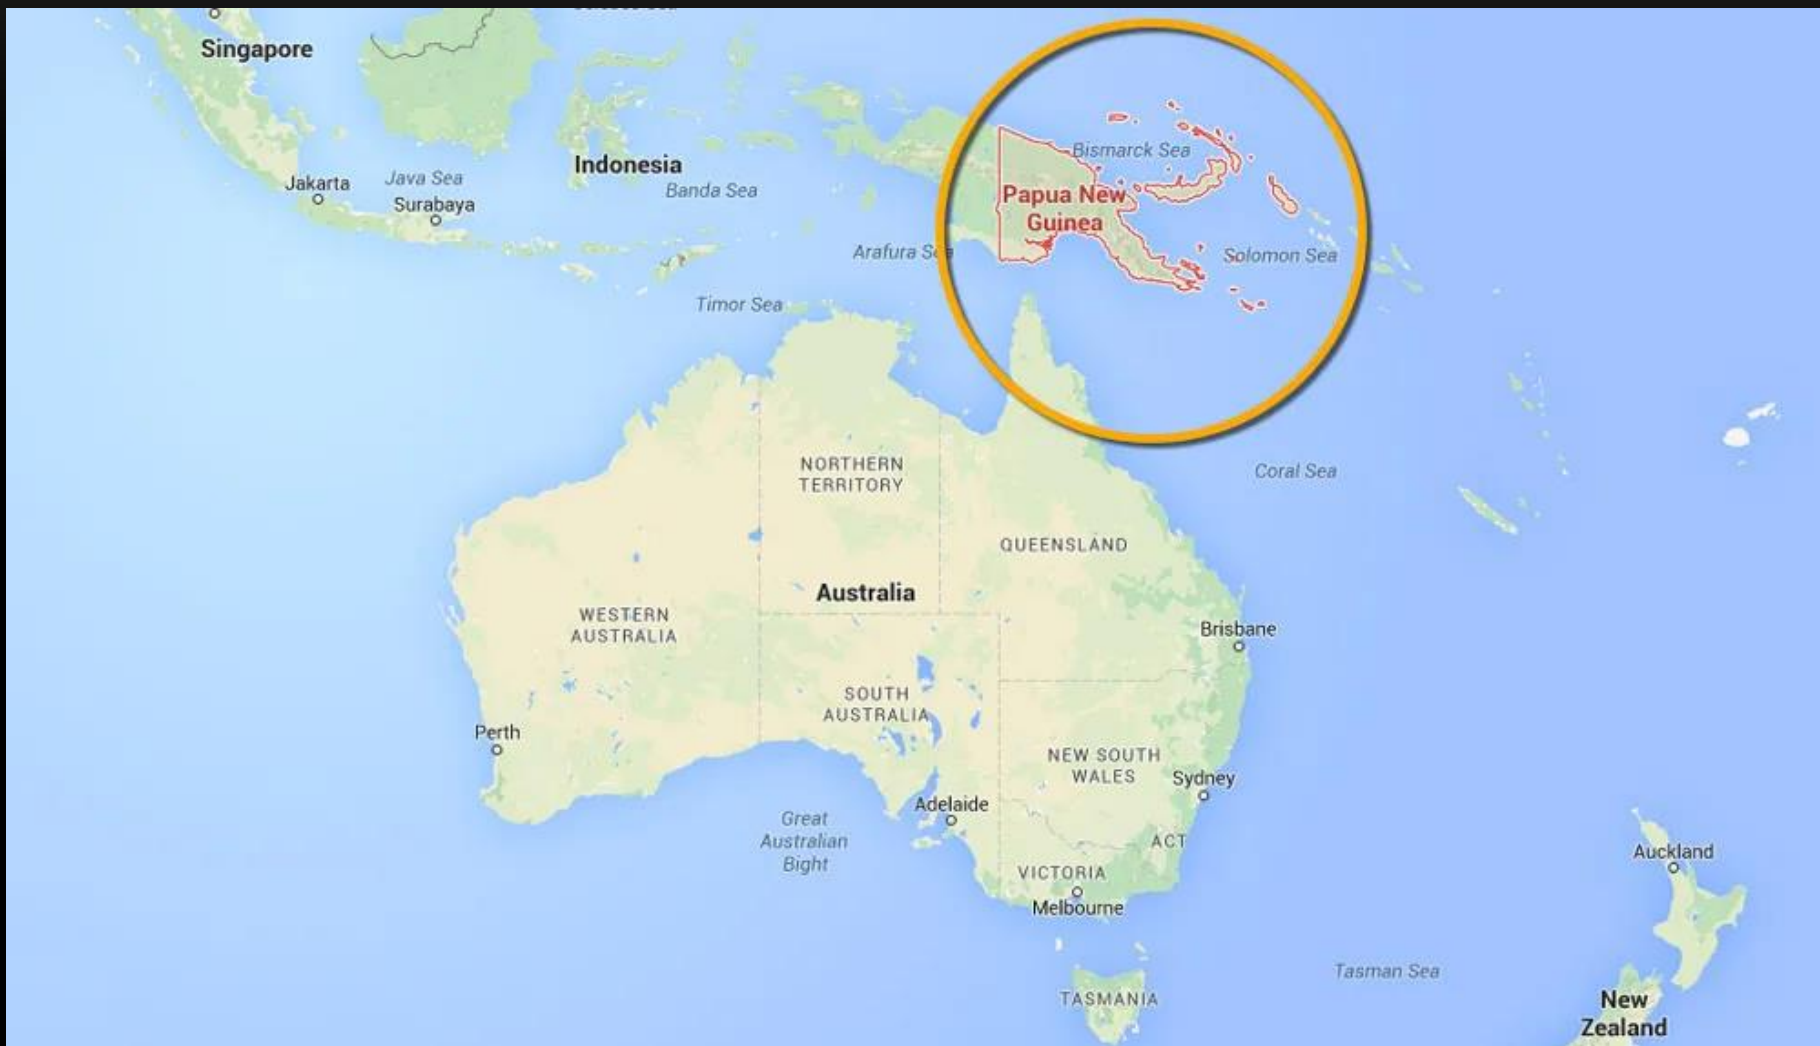 Singapore
Indonesia
Jakarta
Java Sea
Surabaya
Banda Sea
Bismarck Sea
Papua New
Guinea
Arafura Sea
Solomon Sea
Timor Sea
Coral Sea
NORTHERN
TERRITORY
QUEENSLAND
Australia
WESTERN
AUSTRALIA
Brisbane
SOUTH
AUSTRALIA
Perth
NEW SOUTH
WALES
Sydney
Adelaide
Great
Australian
Bight
ACT
VICTORIA
Melbourne
Auckland
Tasman Sea
TASMANIA
New
Zealand